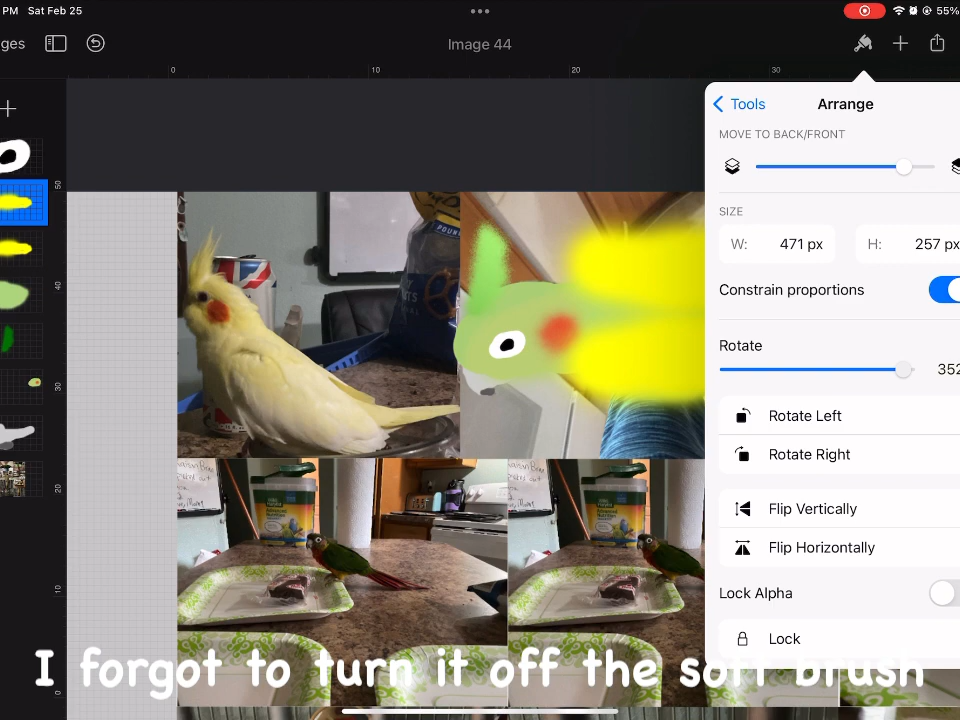 PM Sat Feb 25
55%
ges
Image 44
0 10 20 30
Tools
Arrange
MOVE TO BACK/FRONT
SIZE
W: 471 px
H: 257 px
Constrain proportions
Rotate
352
Rotate Left
Rotate Right
Flip Vertically
Flip Horizontally
Lock Alpha
Lock
50
40
30
20
10
0
I forgot to turn it off the soft brush